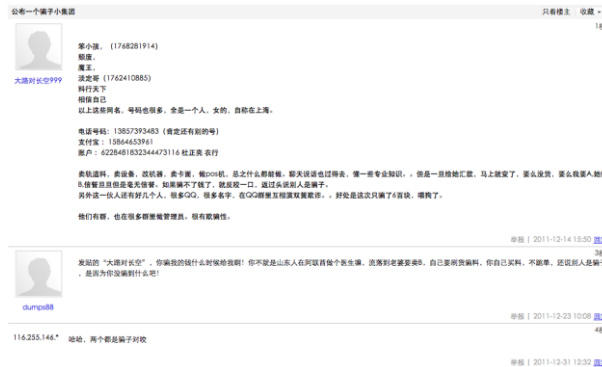 公布一个骗子小集团
只看楼主 收藏
大路对长空999
笨小孩，（1768281914）
颓废，
魔王，
淡定哥（1762410885）
料行天下
相信自己
以上这些网名，号码也很多，全是一个人，女的，自称在上海。
电话号码：13857393483（肯定还有别的号）
支付宝：15864653961
账户：6228481832344473116 杜正亮 农行
卖轨道料，卖设备，改机器，卖卡面，做pos机，总之什么都能做。聊天说话也过得去，懂一些专业知识。。但是一旦给她汇款，马上就变了，要么没货，要么我要A她给
B，信誓旦旦但是毫无信誉。如果骗不了钱了，就反咬一口，返过头说别人是骗子。
另外这一伙人还有好几个人，很多QQ，很多名字，在QQ群里互相演双簧欺诈。。好处是这次只骗了6百块，喂狗了。
他们有群，也在很多群里做管理员。很有欺骗性。
举报 | 2011-12-14 15:50
发贴的“大路对长空”，你骗我的钱什么时候给我啊！你不就是山东人在阿联酋做个医生嘛，流落到老婆要卖B，自己要刷货骗料，你自己买料，不跳单，还说别人是骗子
，是因为你没骗到什么吧！
dumps88
举报 | 2011-12-23 10:08
116.255.146.* 哈哈，两个都是骗子对咬
举报 | 2011-12-31 12:32